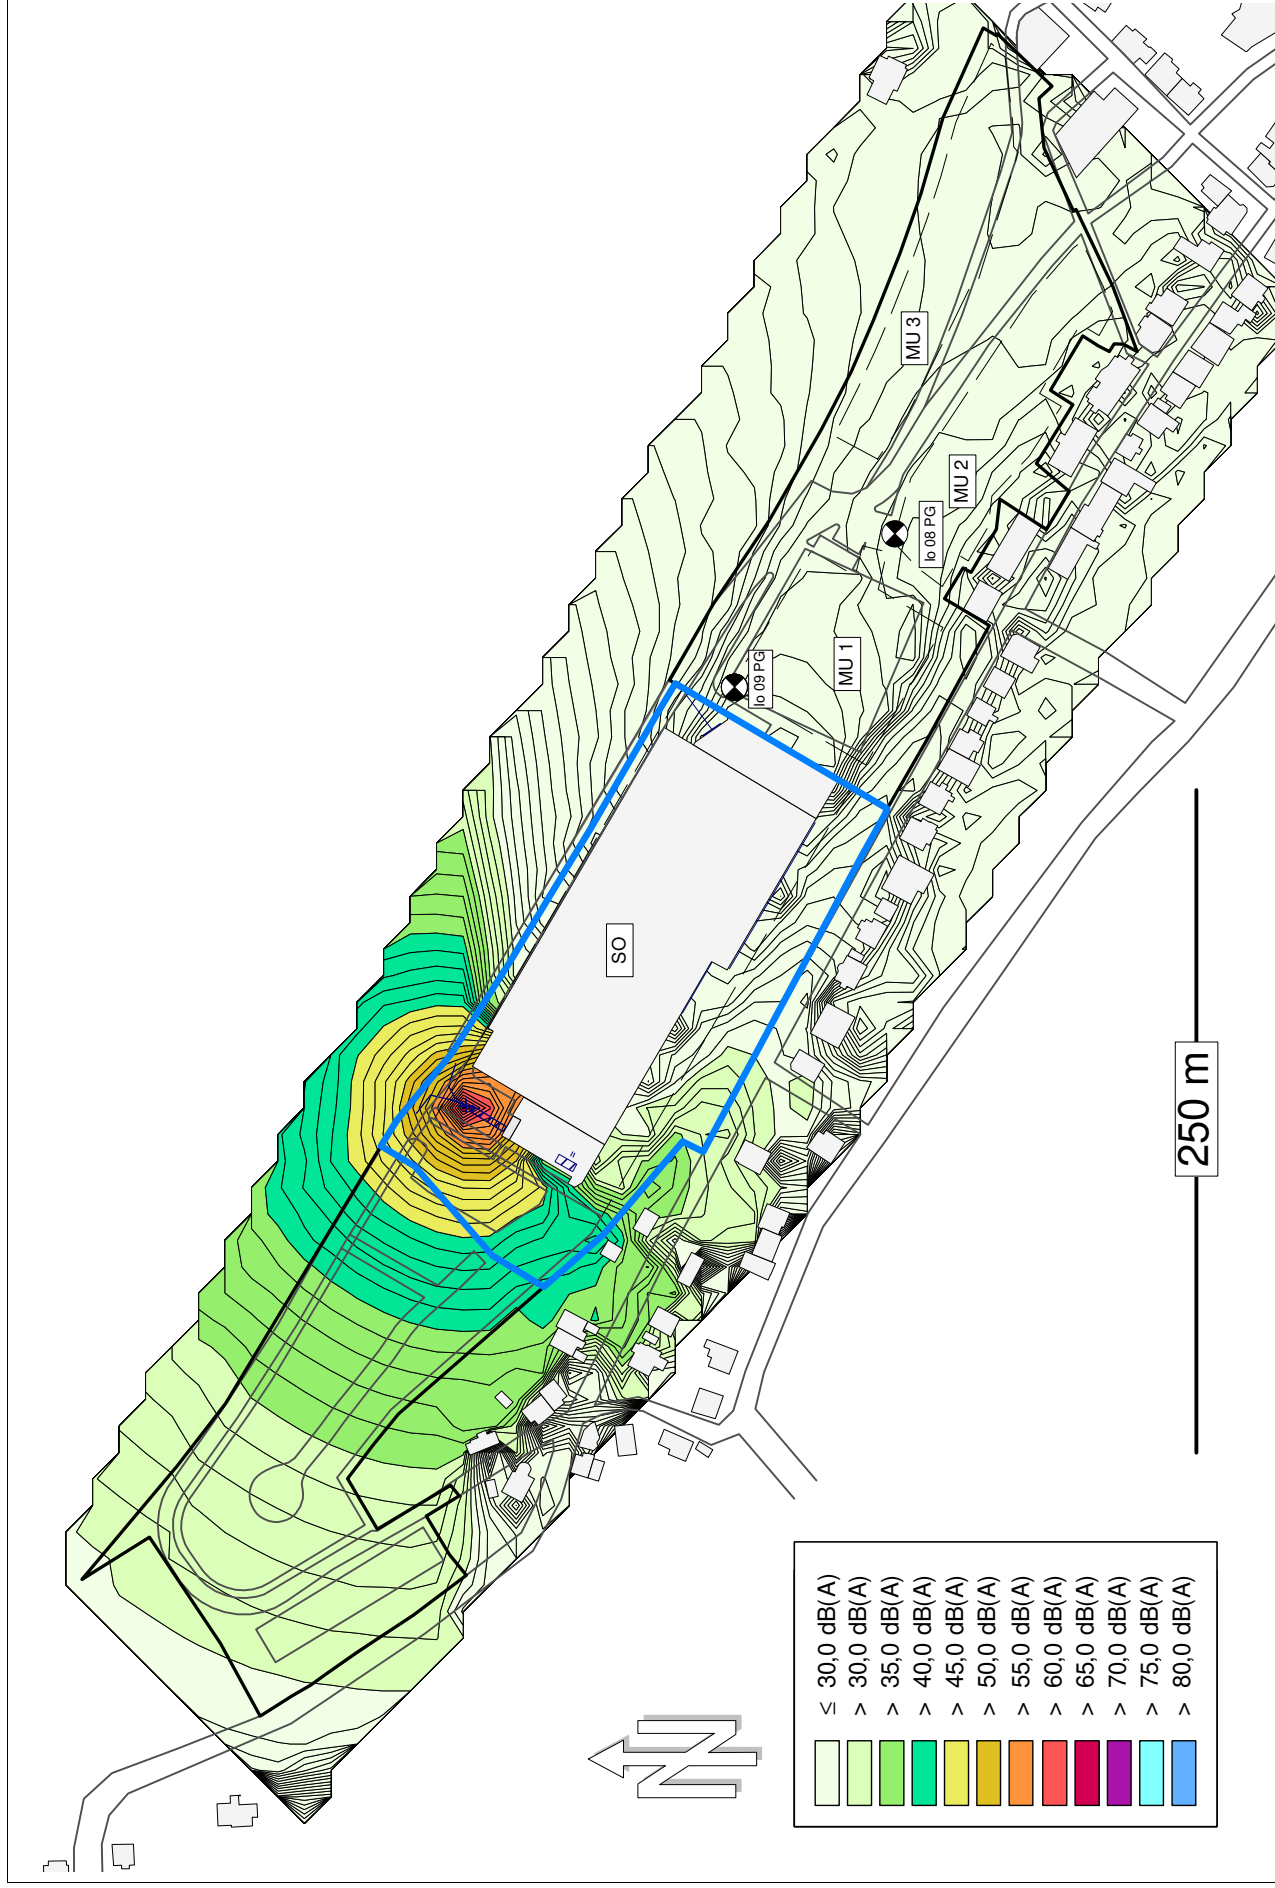 MU 3
MU 2
Io 08 PG
MU 1
Io 09 PG
SO
250 m
≤ 30,0 dB(A)
> 30,0 dB(A)
> 35,0 dB(A)
> 40,0 dB(A)
> 45,0 dB(A)
> 50,0 dB(A)
> 55,0 dB(A)
> 60,0 dB(A)
> 65,0 dB(A)
> 70,0 dB(A)
> 75,0 dB(A)
> 80,0 dB(A)